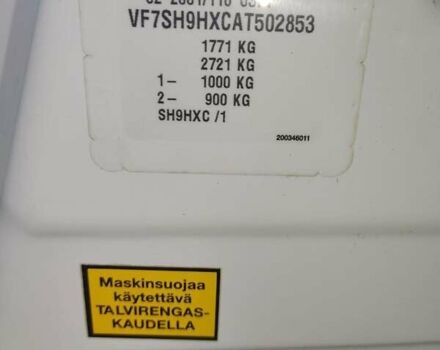 VF7SH9HXCAT502853
1771 KG
2721 KG
1- 1000 KG
2- 900 KG
SH9HXC /1
200346011
Maskinsuojaa
käytettävä
TALVIRENGAS-
KAUDELLA